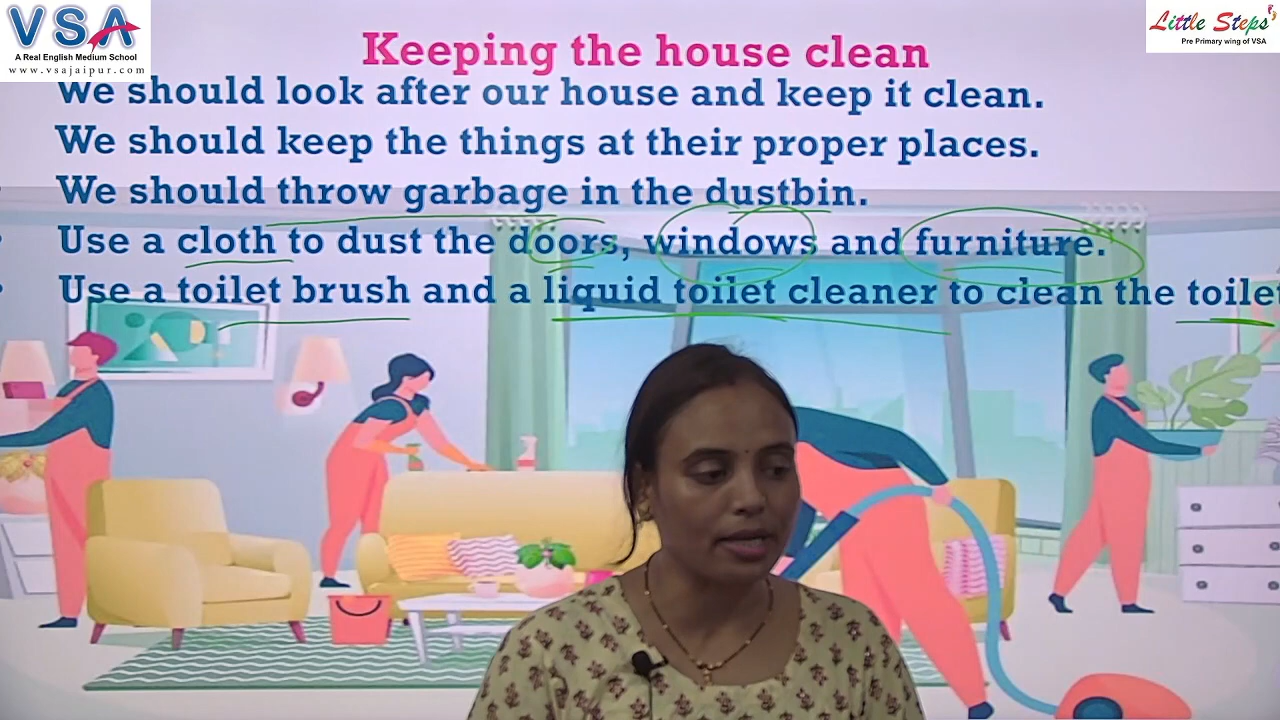 VSA
A Real English Medium School
www.vsajaipur.com
Little Steps
Pre Primary wing of VSA
Keeping the house clean
We should look after our house and keep it clean.
We should keep the things at their proper places.
We should throw garbage in the dustbin.
Use a cloth to dust the doors, windows and furniture.
Use a toilet brush and a liquid toilet cleaner to clean the toile